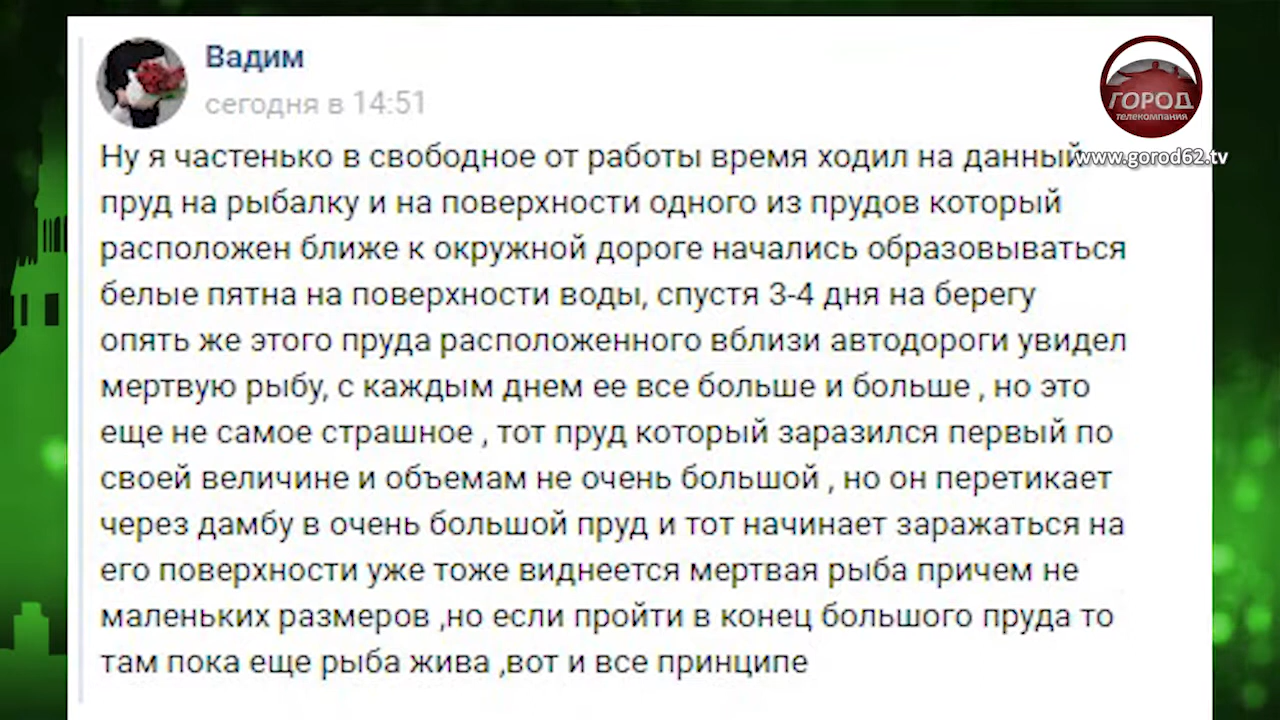 Вадим
сегодня в 14:51
ГОРОД
телекомпания
www.gorod62.tv
Ну я частенько в свободное от работы время ходил на данный
пруд на рыбалку и на поверхности одного из прудов который
расположен ближе к окружной дороге начались образовываться
белые пятна на поверхности воды, спустя 3-4 дня на берегу
опять же этого пруда расположенного вблизи автодороги увидел
мертвую рыбу, с каждым днем ее все больше и больше , но это
еще не самое страшное , тот пруд который заразился первый по
своей величине и объемам не очень большой , но он перетикает
через дамбу в очень большой пруд и тот начинает заражаться на
его поверхности уже тоже виднеется мертвая рыба причем не
маленьких размеров ,но если пройти в конец большого пруда то
там пока еще рыба жива ,вот и все принципе